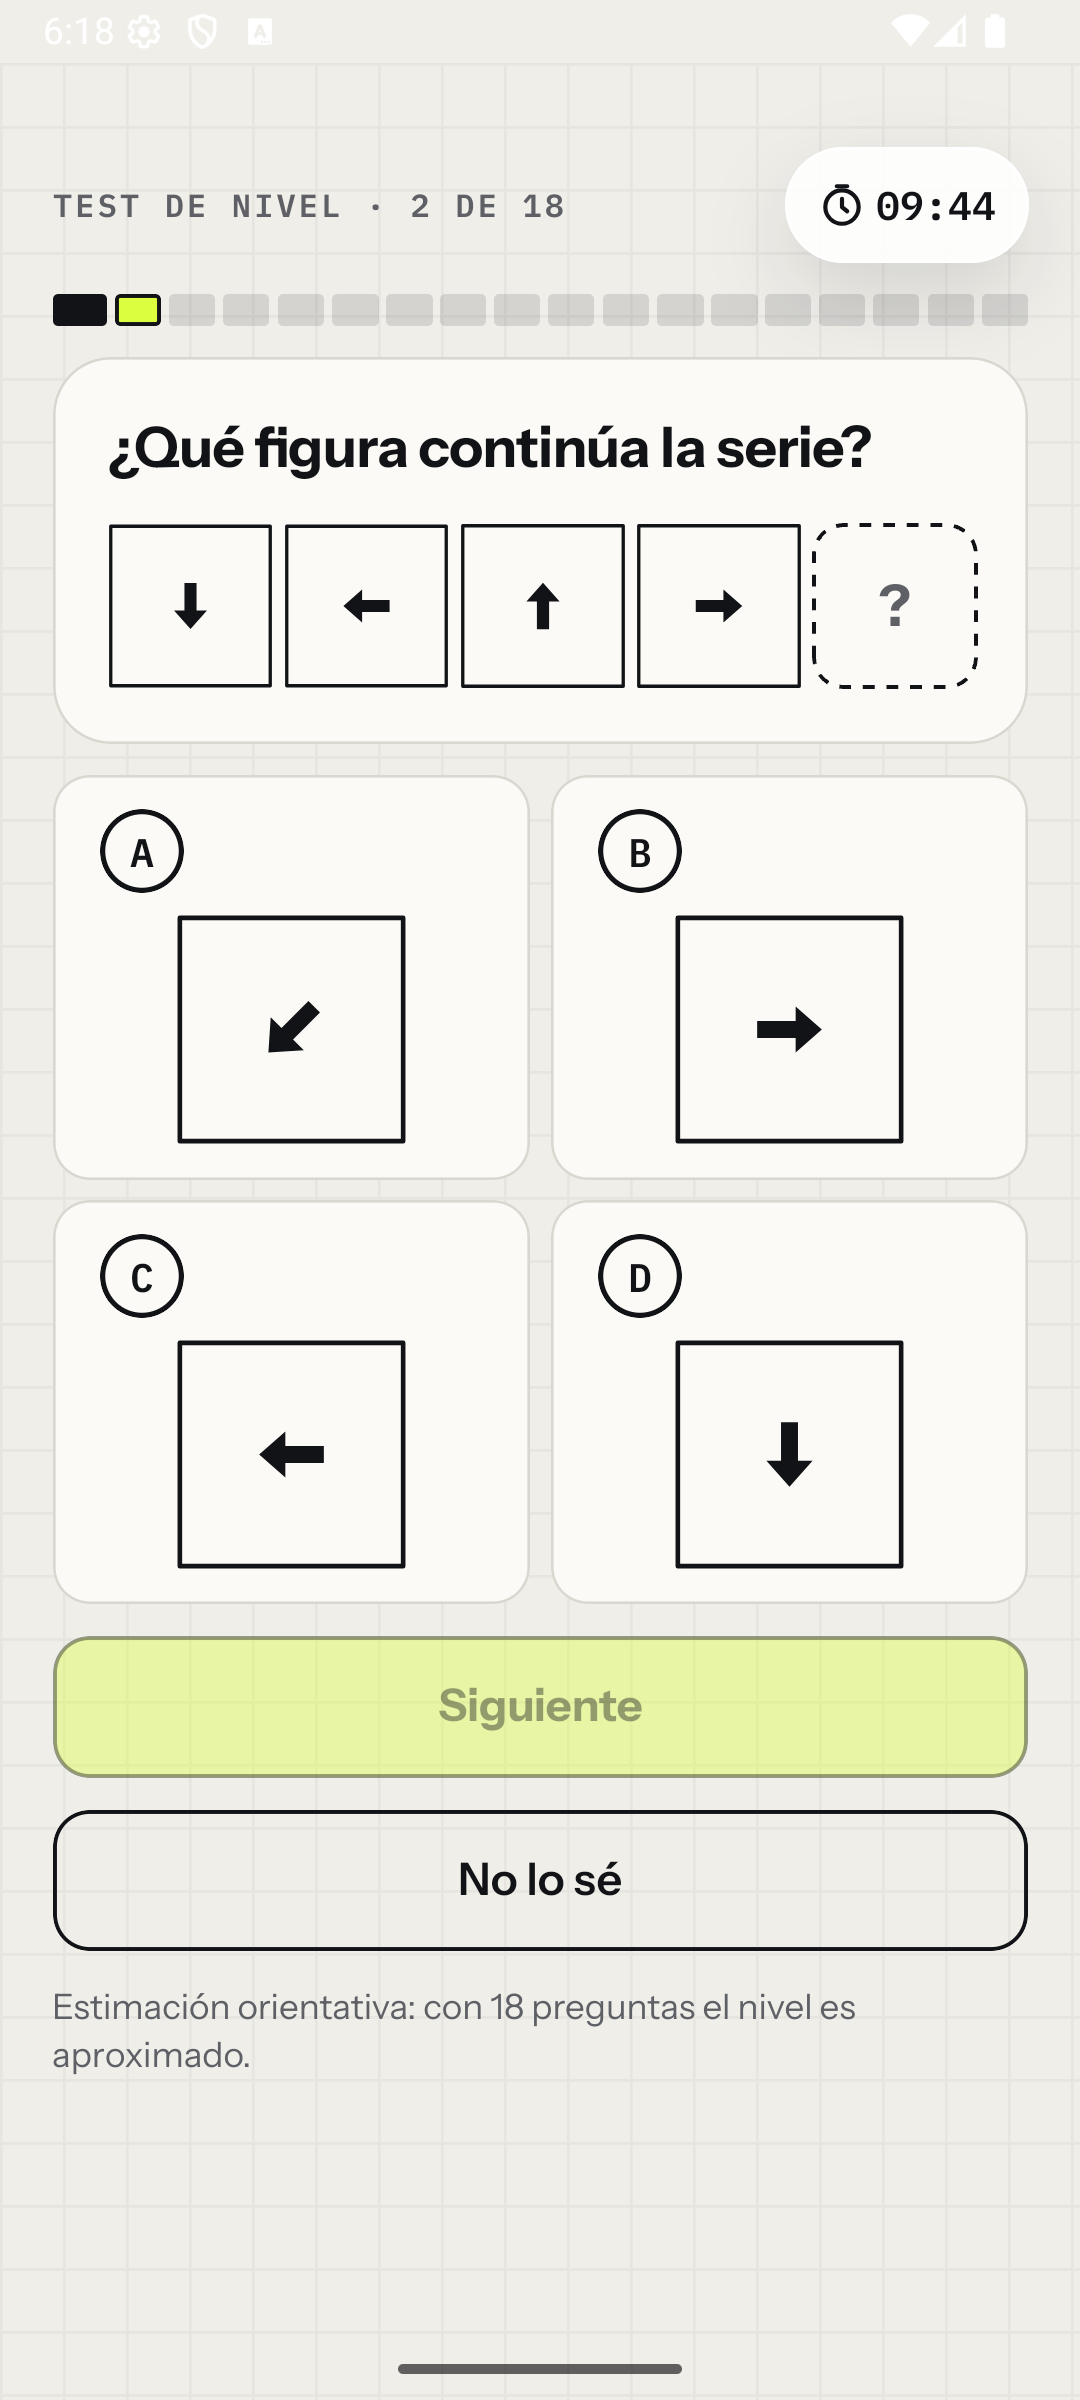 6:18
TEST DE NIVEL · 2 DE 18
09:44
¿Qué figura continúa la serie?
?
A
B
C
D
Siguiente
No lo sé
Estimación orientativa: con 18 preguntas el nivel es
aproximado.